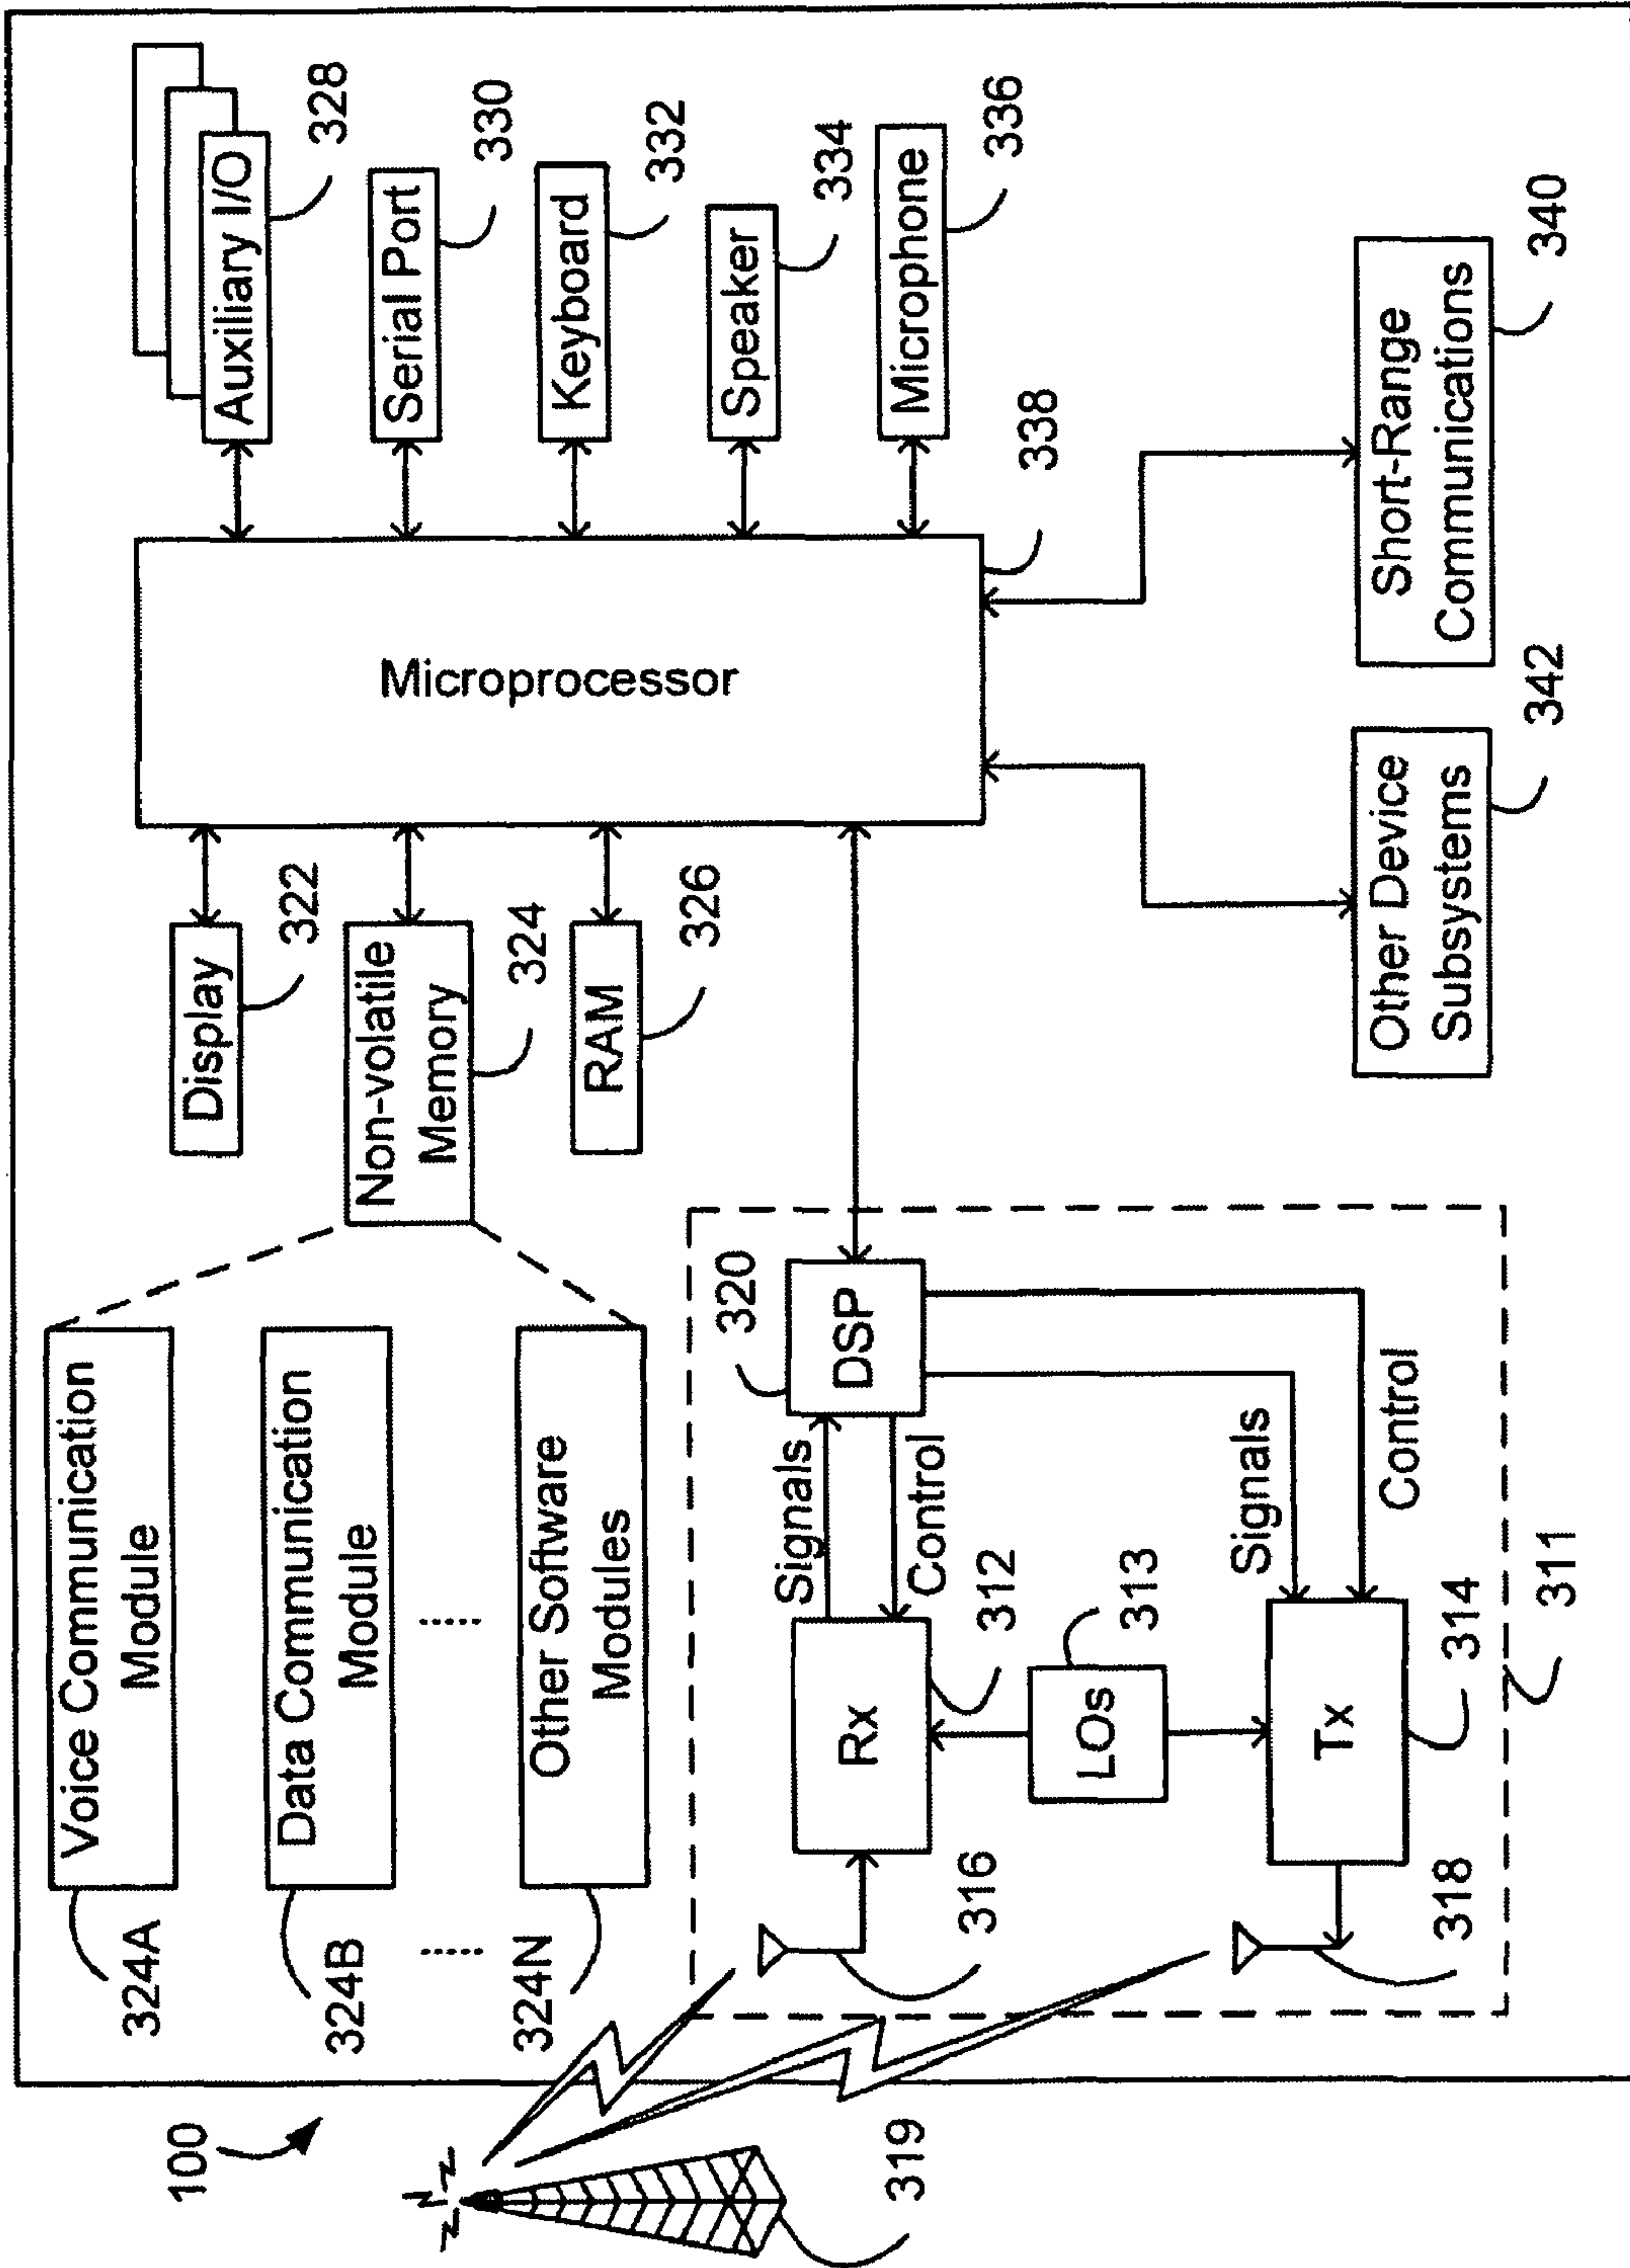 100
319
324A
Voice Communication
Module
324B
Data Communication
Module
.....
.....
324N
Other Software
Modules
Display
322
Non-volatile
Memory
324
RAM
326
Microprocessor
338
Auxiliary I/O
328
Serial Port
330
Keyboard
332
Speaker
334
Microphone
336
320
DSP
Signals
Control
Rx
312
316
LOs
313
Signals
Control
Tx
314
318
311
Other Device
Subsystems
342
Short-Range
Communications
340